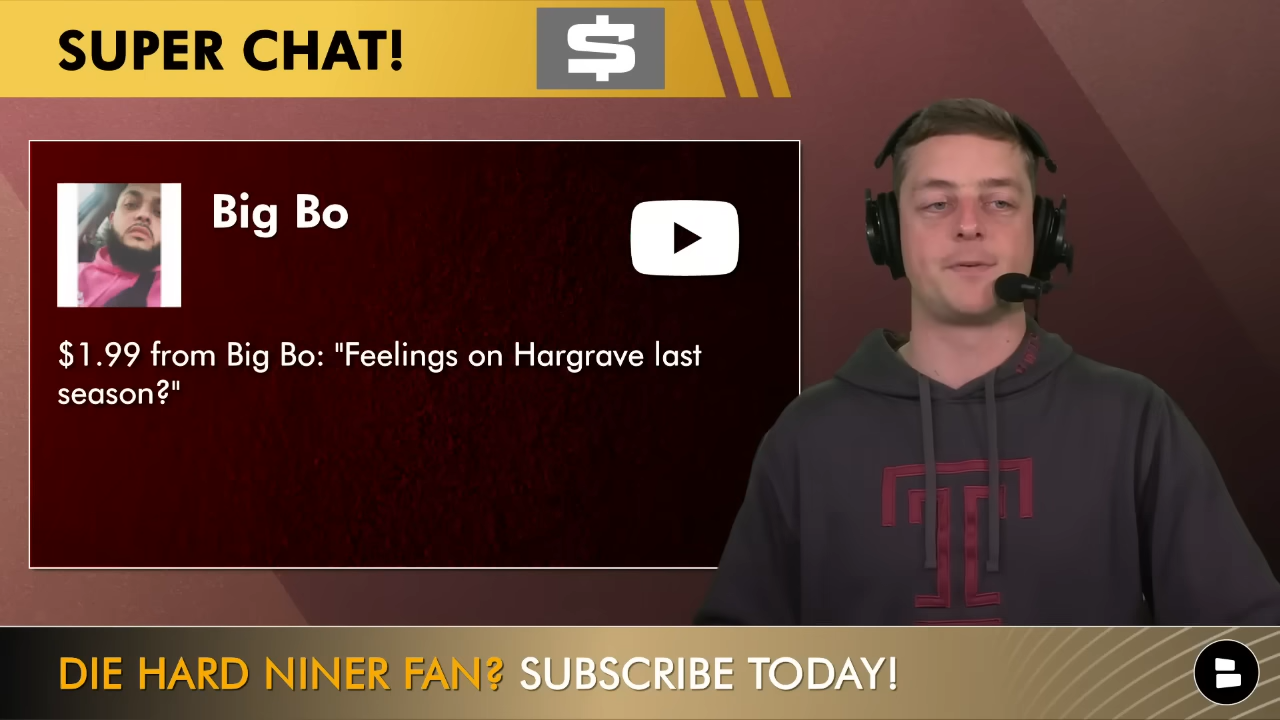 SUPER CHAT!
$
Big Bo
$1.99 from Big Bo: "Feelings on Hargrave last
season?"
T
DIE HARD NINER FAN? SUBSCRIBE TODAY!